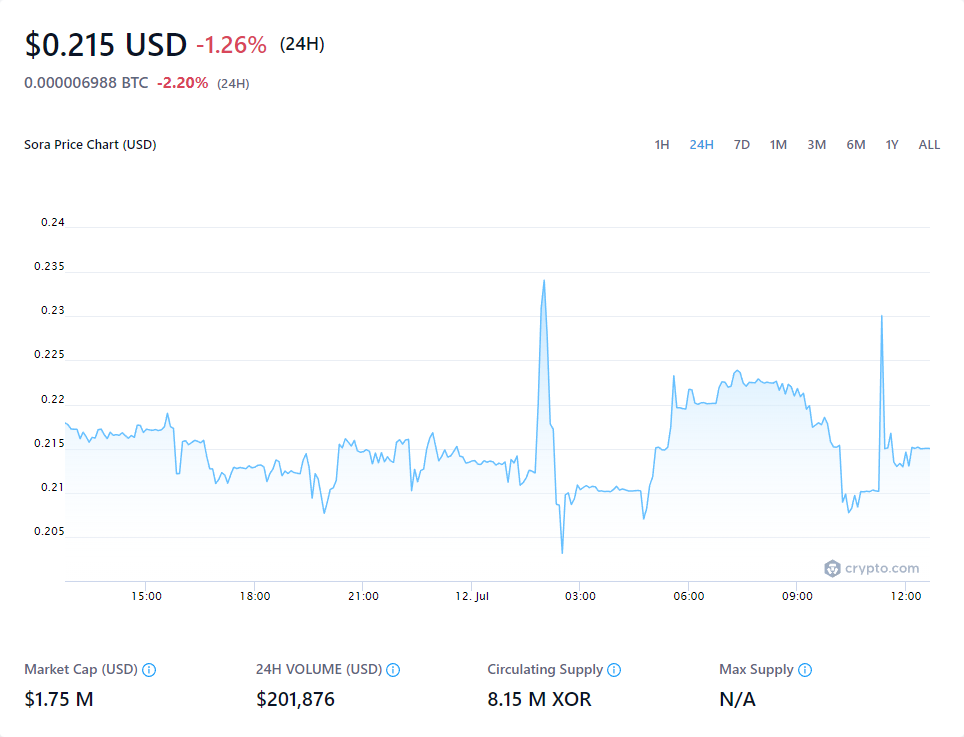 $0.215 USD -1.26% (24H)
0.000006988 BTC -2.20% (24H)
Sora Price Chart (USD) 1H 24H 7D 1M 3M 6M 1Y ALL
0.24
0.235
0.23
0.225
0.22
0.215
0.21
0.205
crypto.com
15:00 18:00 21:00 12. Jul 03:00 06:00 09:00 12:00
Market Cap (USD) 24H VOLUME (USD) Circulating Supply Max Supply
$1.75 M $201,876 8.15 M XOR N/A